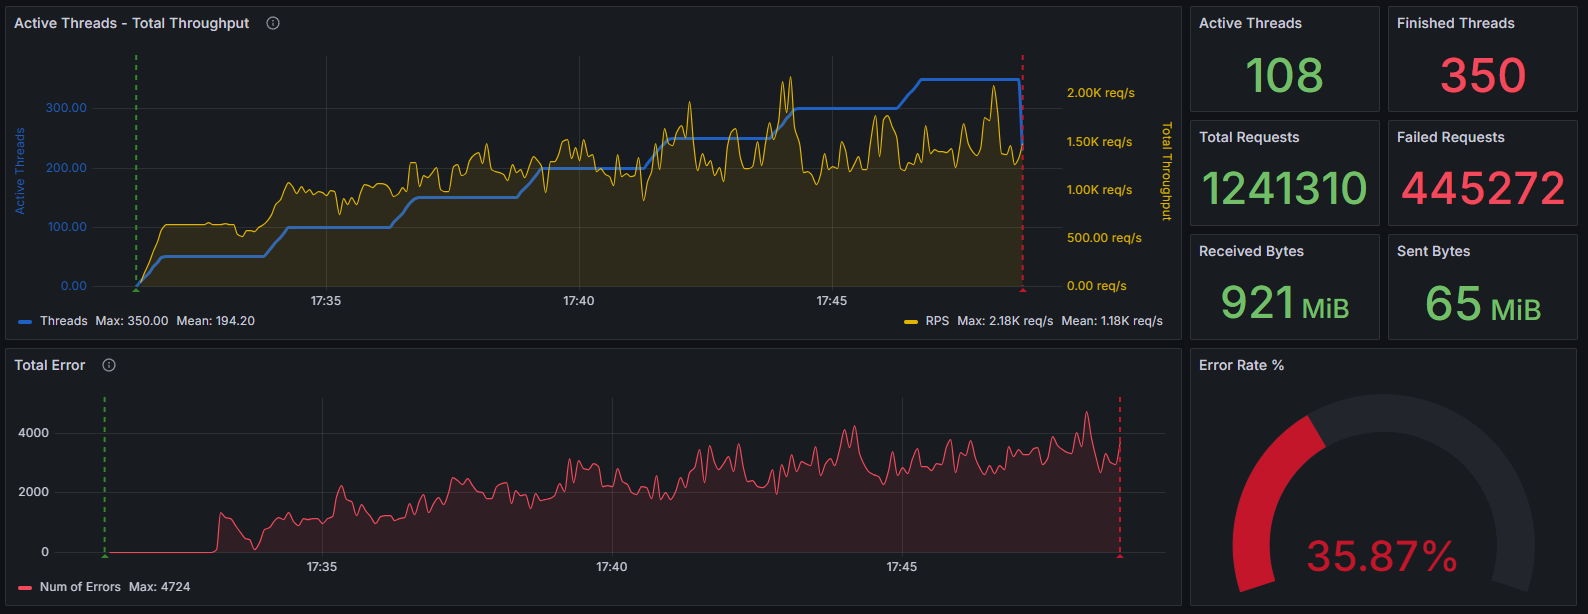 Active Threads - Total Throughput
Active Threads
300.00
200.00
100.00
0.00
2.00K req/s
1.50K req/s
1.00K req/s
500.00 req/s
0.00 req/s
Total Throughput
17:35 17:40 17:45
Threads Max: 350.00 Mean: 194.20
RPS Max: 2.18K req/s Mean: 1.18K req/s
Active Threads
108
Finished Threads
350
Total Requests
1241310
Failed Requests
445272
Received Bytes
921 MiB
Sent Bytes
65 MiB
Total Error
4000
2000
0
17:35 17:40 17:45
Num of Errors Max: 4724
Error Rate %
35.87%